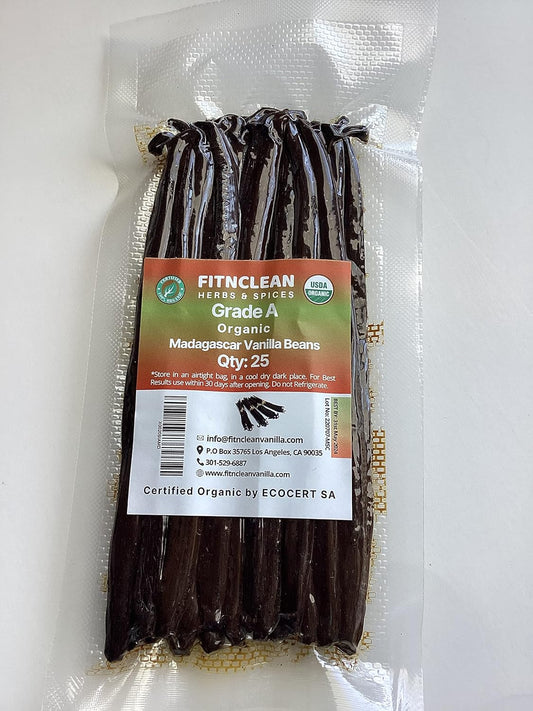 FITNCLEAN
HERBS & SPICES
USDA
ORGANIC
CERTIFIED
Grade A
Organic
Madagascar Vanilla Beans
Qty: 25
*Store in an airtight bag, in a cool dry dark place. For Best
Results use within 30 days after opening. Do not Refrigerate.
info@fitncleanvanilla.com
P.O Box 35765 Los Angeles, CA 90035
301-529-6887
www.fitncleanvanilla.com
Certified Organic by ECOCERT SA